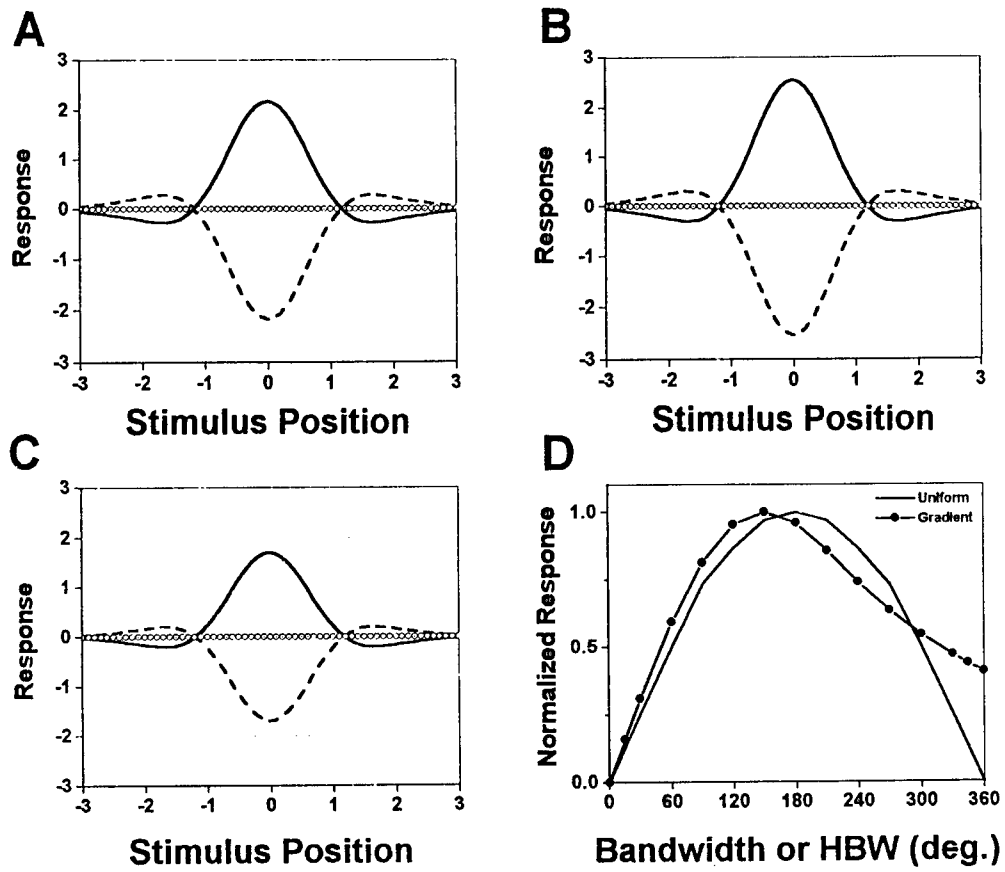 A
3
2
1
0
-1
-2
-3
Response
-3 -2 -1 0 1 2 3
Stimulus Position
B
3
2
1
0
-1
-2
-3
Response
-3 -2 -1 0 1 2 3
Stimulus Position
C
3
2
1
0
-1
-2
-3
Response
-3 -2 -1 0 1 2 3
Stimulus Position
D
Uniform
Gradient
1.0
0.5
0.0
Normalized Response
0 60 120 180 240 300 360
Bandwidth or HBW (deg.)